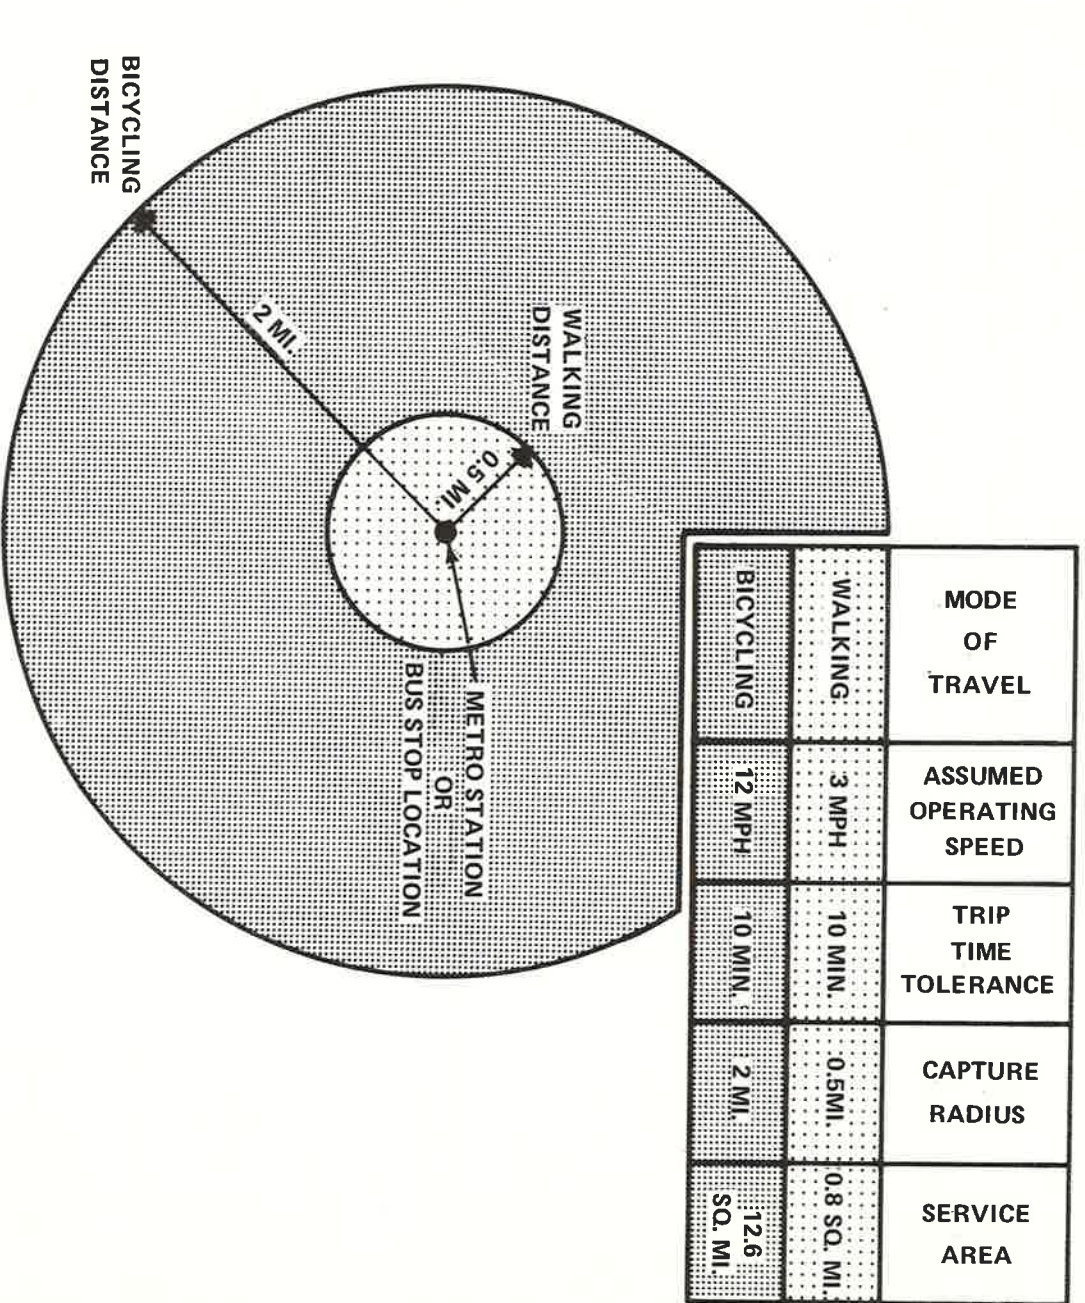 BICYCLING
DISTANCE
2 MI.
WALKING
DISTANCE
0.5 MI.
METRO STATION
OR
BUS STOP LOCATION
MODE
OF
TRAVEL
ASSUMED
OPERATING
SPEED
TRIP
TIME
TOLERANCE
CAPTURE
RADIUS
SERVICE
AREA
WALKING
3 MPH
10 MIN.
0.5MI.
0.8 SQ. MI.
BICYCLING
12 MPH
10 MIN.
2 MI.
12.6
SQ. MI.